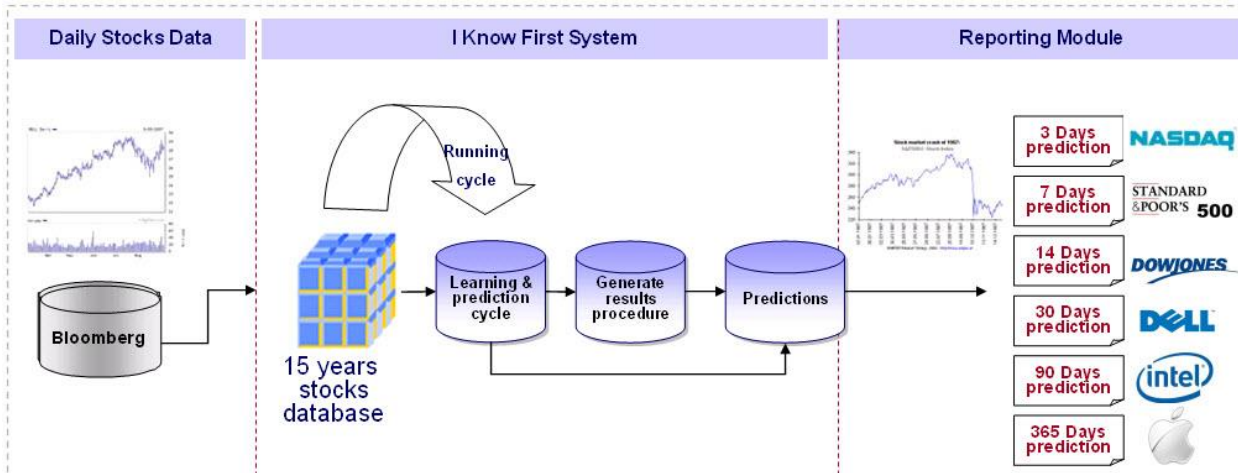 Daily Stocks Data
I Know First System
Reporting Module
Bloomberg
Running
cycle
15 years
stocks
database
Learning &
prediction
cycle
Generate
results
procedure
Predictions
Stock market crash of 1987:
3 Days
prediction
NASDAQ
7 Days
prediction
STANDARD
&POOR'S
500
14 Days
prediction
DOWJONES
30 Days
prediction
DELL
90 Days
prediction
intel
365 Days
prediction